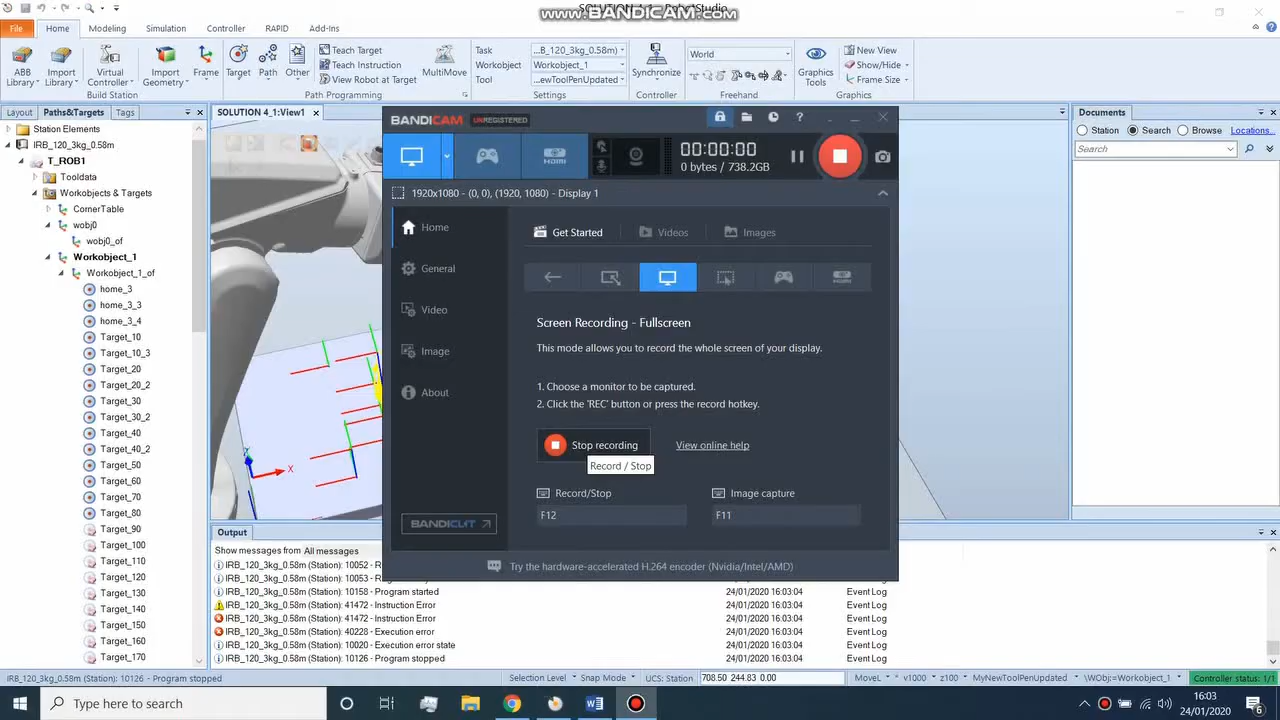 www.BANDICAM.com
RobotStudio
File
Home
Modeling
Simulation
Controller
RAPID
Add-Ins
ABB Library
Import Library
Virtual Controller
Import Geometry
Frame
Build Station
Target
Path
Other
Teach Target
Teach Instruction
View Robot at Target
Path Programming
MultiMove
Task
...B_120_3kg_0.58m)
Workobject
Workobject_1
Tool
...ewToolPenUpdated
Settings
Synchronize
Controller
World
Freehand
Graphics Tools
New View
Show/Hide
Frame Size
Graphics
Layout
Paths&Targets
Tags
SOLUTION 4_1:View1
Station Elements
IRB_120_3kg_0.58m
T_ROB1
Tooldata
Workobjects & Targets
CornerTable
wobj0
wobj0_of
Workobject_1
Workobject_1_of
home_3
home_3_3
home_3_4
Target_10
Target_10_3
Target_20
Target_20_2
Target_30
Target_30_2
Target_40
Target_40_2
Target_50
Target_60
Target_70
Target_80
Target_90
Target_100
Target_110
Target_120
Target_130
Target_140
Target_150
Target_160
Target_170
X
BANDICAM UNREGISTERED
HDMI
00:00:00
0 bytes / 738.2GB
1920x1080 - (0, 0), (1920, 1080) - Display 1
Home
General
Video
Image
About
BANDICUT
Get Started
Videos
Images
Screen Recording - Fullscreen
This mode allows you to record the whole screen of your display.
1. Choose a monitor to be captured.
2. Click the 'REC' button or press the record hotkey.
Stop recording
View online help
Record / Stop
Record/Stop
Image capture
F12
F11
Try the hardware-accelerated H.264 encoder (Nvidia/Intel/AMD)
Documents
Station
Search
Browse
Locations...
Search
Output
Show messages from All messages
IRB_120_3kg_0.58m (Station): 10052 - R
IRB_120_3kg_0.58m (Station): 10053 - R
IRB_120_3kg_0.58m (Station): 10158 - Program started 24/01/2020 16:03:04 Event Log
IRB_120_3kg_0.58m (Station): 41472 - Instruction Error 24/01/2020 16:03:04 Event Log
IRB_120_3kg_0.58m (Station): 41472 - Instruction Error 24/01/2020 16:03:04 Event Log
IRB_120_3kg_0.58m (Station): 40228 - Execution error 24/01/2020 16:03:04 Event Log
IRB_120_3kg_0.58m (Station): 10020 - Execution error state 24/01/2020 16:03:04 Event Log
IRB_120_3kg_0.58m (Station): 10126 - Program stopped 24/01/2020 16:03:04 Event Log
IRB_120_3kg_0.58m (Station): 10126 - Program stopped
Selection Level
Snap Mode
UCS: Station
708.50 244.83 0.00
MoveL
v1000
z100
MyNewToolPenUpdated
\WObj:=Workobject_1
Controller status: 1/1
Type here to search
16:03
24/01/2020
6